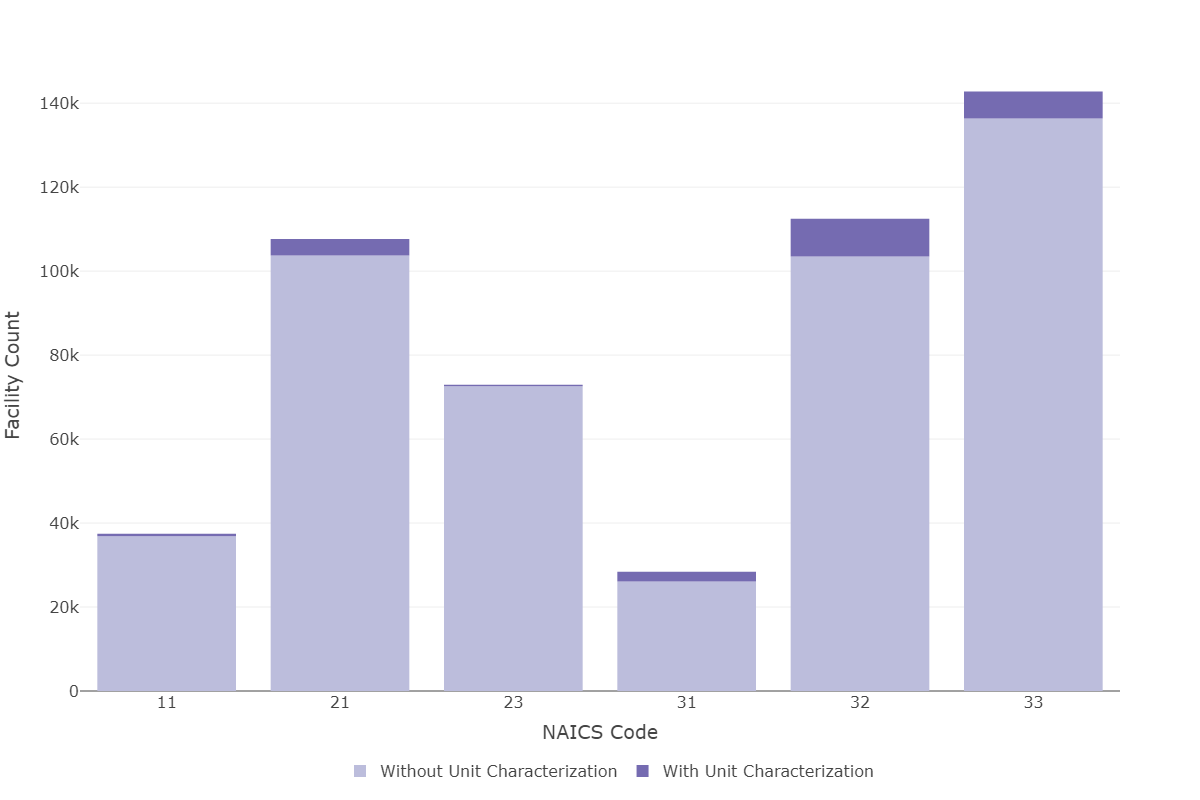 140k
120k
100k
80k
60k
40k
20k
0
Facility Count
11 21 23 31 32 33
NAICS Code
Without Unit Characterization With Unit Characterization